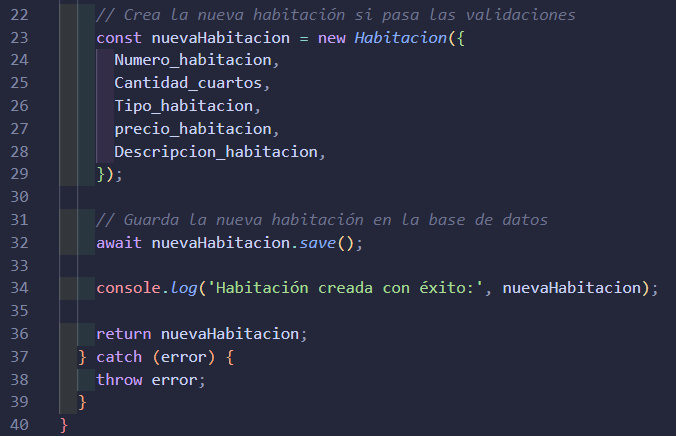 22 // Crea la nueva habitación si pasa las validaciones
23 const nuevaHabitacion = new Habitacion({
24 Numero_habitacion,
25 Cantidad_cuartos,
26 Tipo_habitacion,
27 precio_habitacion,
28 Descripcion_habitacion,
29 });
30
31 // Guarda la nueva habitación en la base de datos
32 await nuevaHabitacion.save();
33
34 console.log('Habitación creada con éxito:', nuevaHabitacion);
35
36 return nuevaHabitacion;
37 } catch (error) {
38 throw error;
39 }
40 }